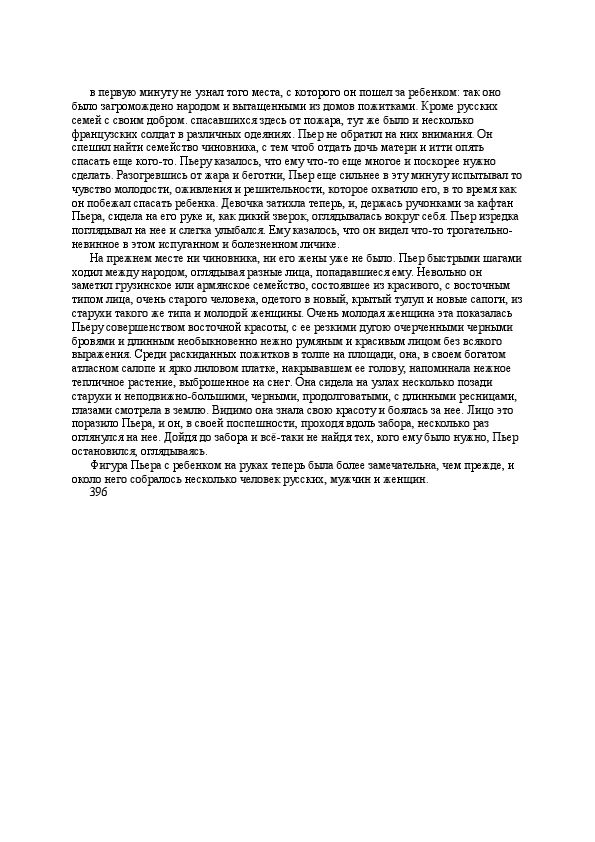 в первую минуту не узнал того места, с которого он пошел за ребенком: так оно
было загромождено народом и вытащенными из домов пожитками. Кроме русских
семей с своим добром. спасавшихся здесь от пожара, тут же было и несколько
французских солдат в различных одеяниях. Пьер не обратил на них внимания. Он
спешил найти семейство чиновника, с тем чтоб отдать дочь матери и итти опять
спасать еще кого-то. Пьеру казалось, что ему что-то еще многое и поскорее нужно
сделать. Разогревшись от жара и беготни, Пьер еще сильнее в эту минуту испытывал то
чувство молодости, оживления и решительности, которое охватило его, в то время как
он побежал спасать ребенка. Девочка затихла теперь, и, держась ручонками за кафтан
Пьера, сидела на его руке и, как дикий зверок, оглядывалась вокруг себя. Пьер изредка
поглядывал на нее и слегка улыбался. Ему казалось, что он видел что-то трогательно-
невинное в этом испуганном и болезненном личике.
На прежнем месте ни чиновника, ни его жены уже не было. Пьер быстрыми шагами
ходил между народом, оглядывая разные лица, попадавшиеся ему. Невольно он
заметил грузинское или армянское семейство, состоявшее из красивого, с восточным
типом лица, очень старого человека, одетого в новый, крытый тулуп и новые сапоги, из
старухи такого же типа и молодой женщины. Очень молодая женщина эта показалась
Пьеру совершенством восточной красоты, с ее резкими дугою очерченными черными
бровями и длинным необыкновенно нежно румяным и красивым лицом без всякого
выражения. Среди раскиданных пожитков в толпе на площади, она, в своем богатом
атласном салопе и ярко лиловом платке, накрывавшем ее голову, напоминала нежное
тепличное растение, выброшенное на снег. Она сидела на узлах несколько позади
старухи и неподвижно-большими, черными, продолговатыми, с длинными ресницами,
глазами смотрела в землю. Видимо она знала свою красоту и боялась за нее. Лицо это
поразило Пьера, и он, в своей поспешности, проходя вдоль забора, несколько раз
оглянулся на нее. Дойдя до забора и всё-таки не найдя тех, кого ему было нужно, Пьер
остановился, оглядываясь.
Фигура Пьера с ребенком на руках теперь была более замечательна, чем прежде, и
около него собралось несколько человек русских, мужчин и женщин.
396